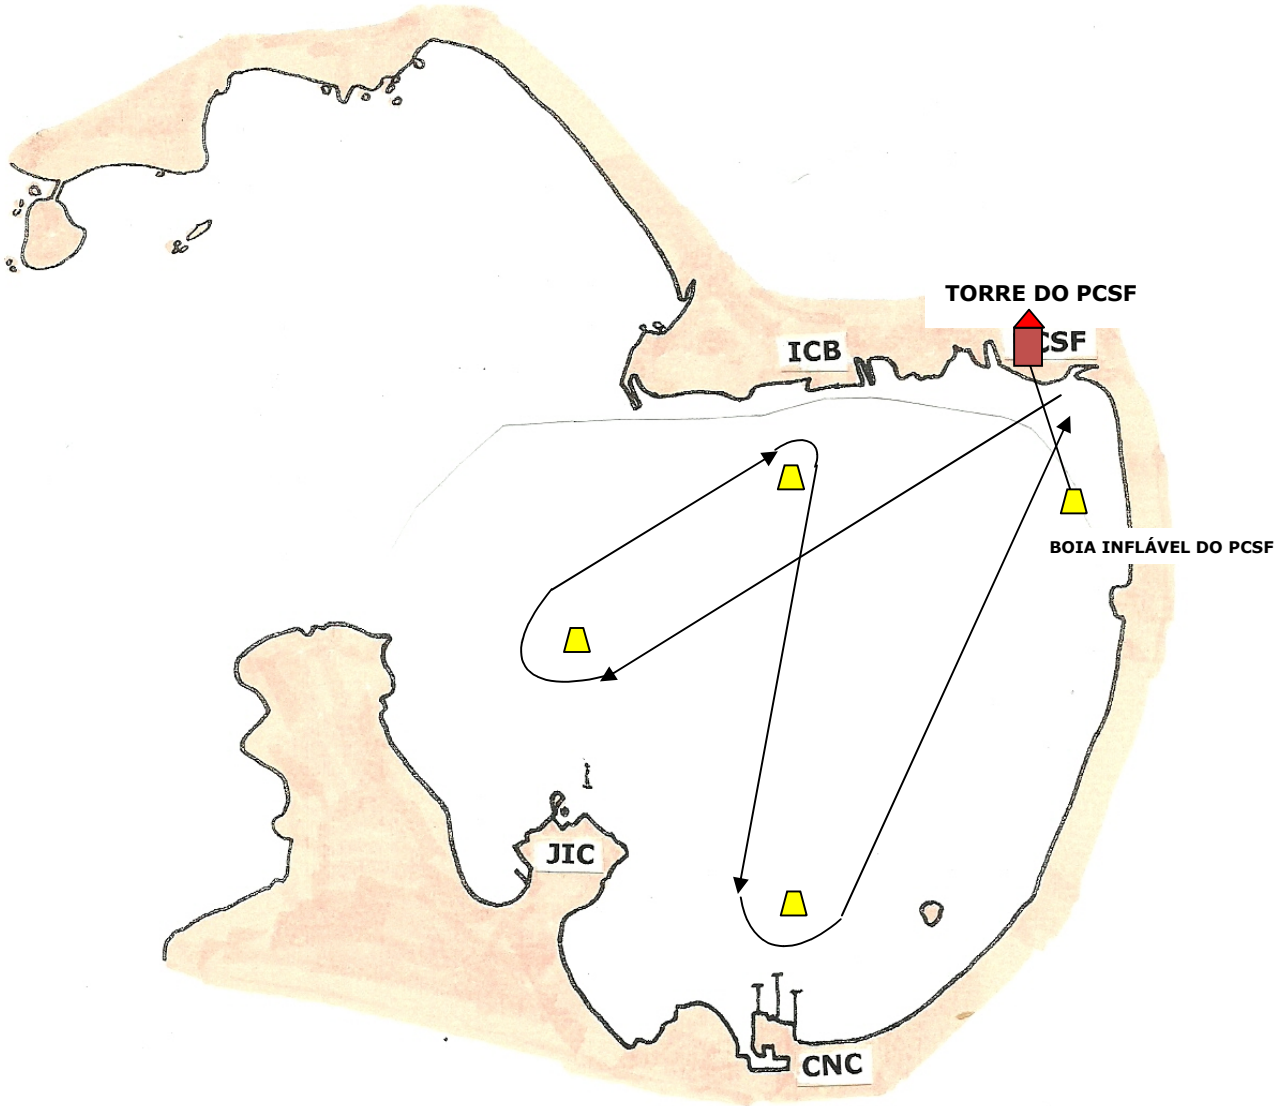 TORRE DO PCSF
ICB
CSF
BOIA INFLÁVEL DO PCSF
JIC
CNC